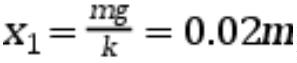 x₁ = mg/k = 0.02m